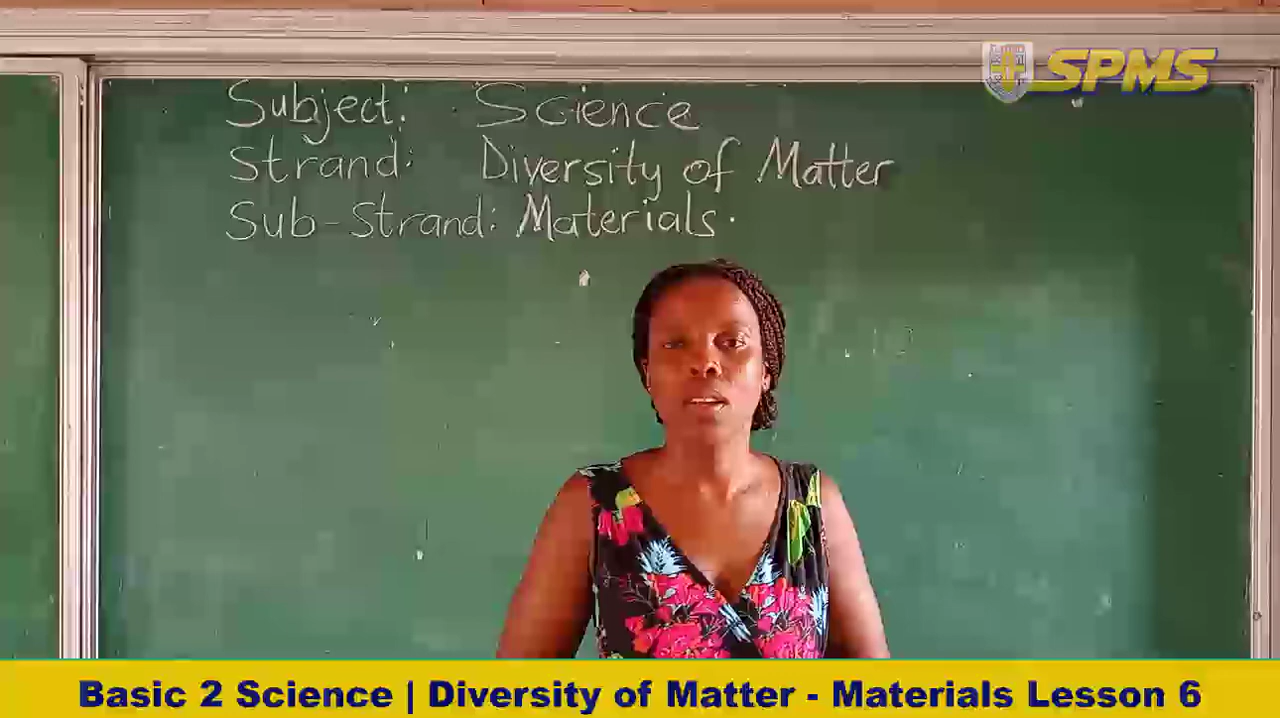 SPMS
Subject: Science
Strand: Diversity of Matter
Sub-Strand: Materials.
Basic 2 Science | Diversity of Matter - Materials Lesson 6